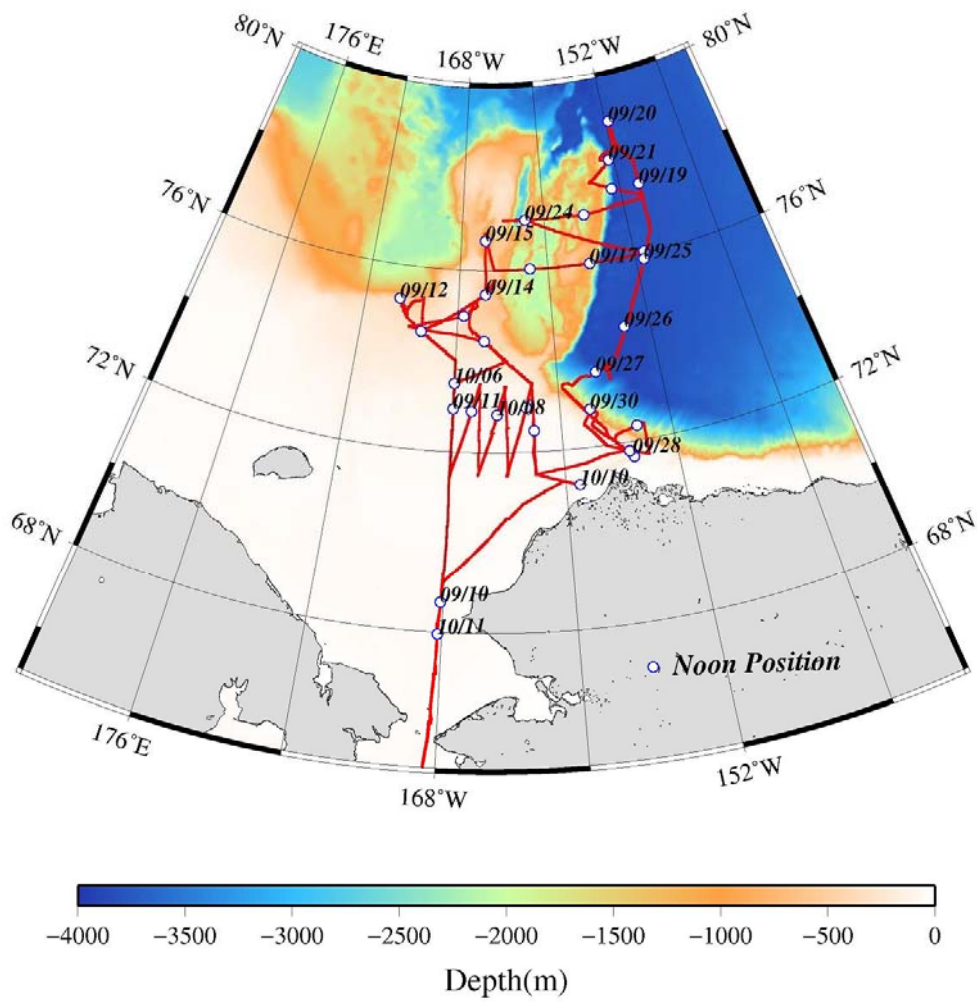 80°N 176°E 168°W 152°W 80°N
09/20
09/21
09/19
76°N 76°N
09/24
09/15
09/17 09/25
09/14
09/12
09/26
09/27
72°N 72°N
10/06
09/11 10/08 09/30
09/28
10/10
68°N 68°N
09/10
10/11
Noon Position
176°E 152°W
168°W
−4000 −3500 −3000 −2500 −2000 −1500 −1000 −500 0
Depth(m)